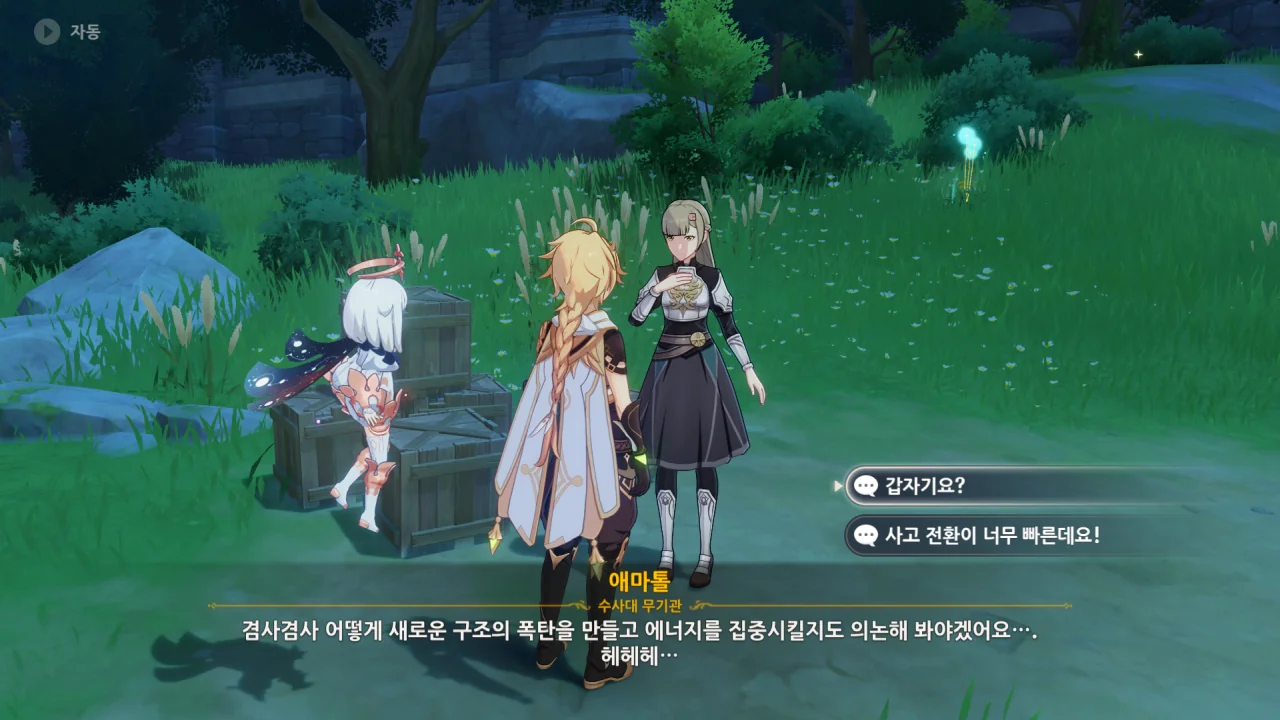 자동
갑자기요?
사고 전환이 너무 빠른데요!
애마톨
수사대 무기관
겸사겸사 어떻게 새로운 구조의 폭탄을 만들고 에너지를 집중시킬지도 의논해 봐야겠어요….
헤헤헤…